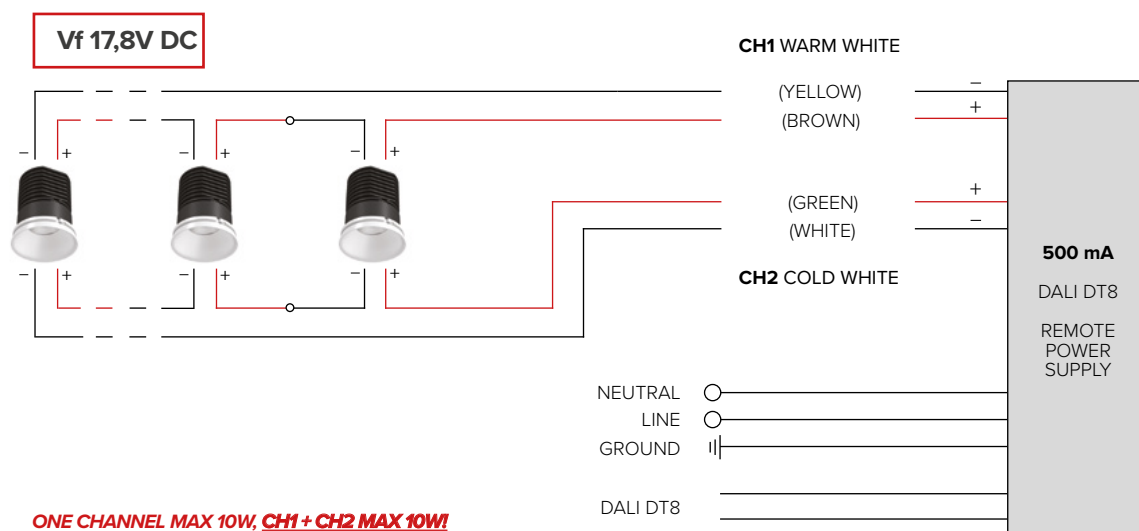 Vf 17,8V DC
CH1 WARM WHITE
(YELLOW)
(BROWN)
− +
− +
− +
− +
− +
− +
−
+
(GREEN)
(WHITE)
+
−
CH2 COLD WHITE
500 mA
DALI DT8
REMOTE
POWER
SUPPLY
NEUTRAL
LINE
GROUND
DALI DT8
ONE CHANNEL MAX 10W, CH1 + CH2 MAX 10W!